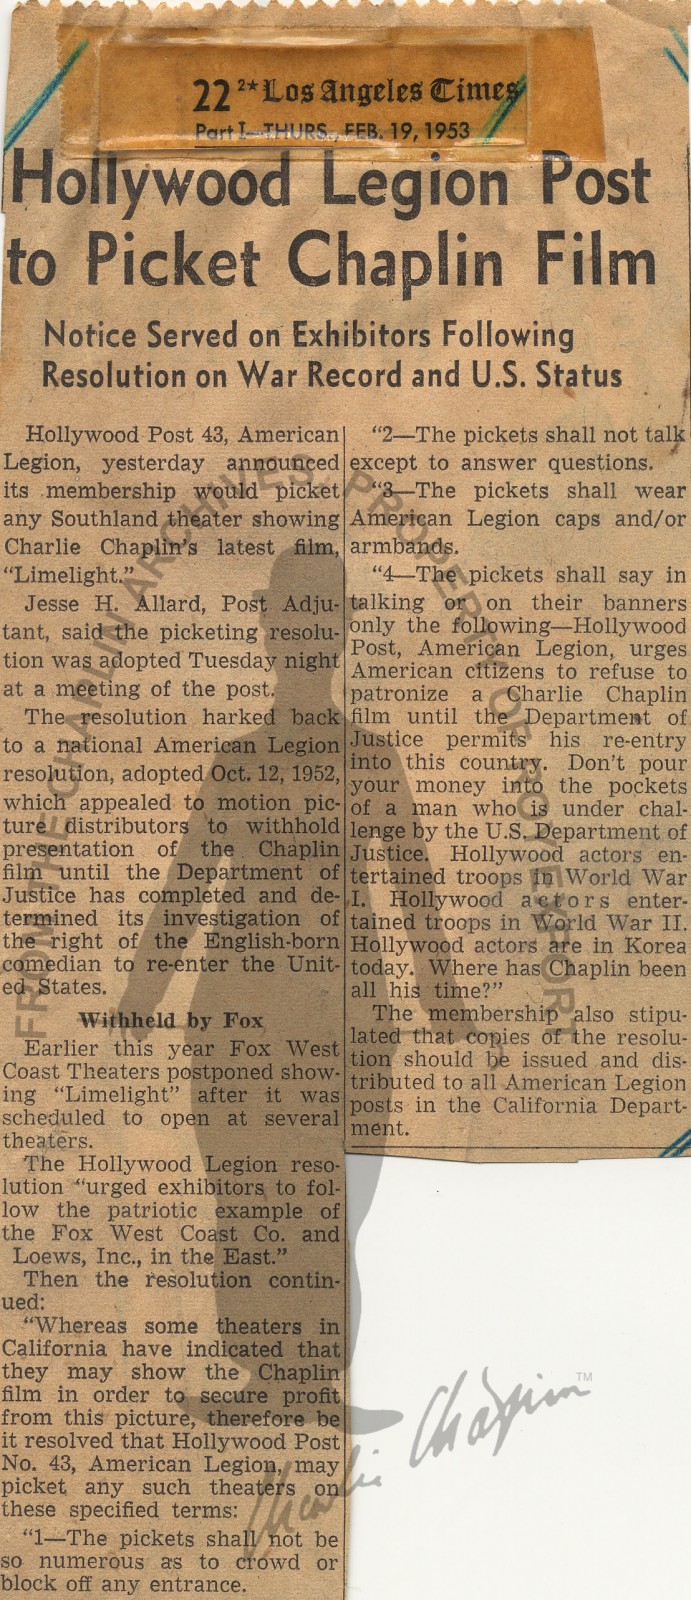 22 2* Los Angeles Times
Part I—THURS., FEB. 19, 1953
Hollywood Legion Post
to Picket Chaplin Film
Notice Served on Exhibitors Following
Resolution on War Record and U.S. Status
Hollywood Post 43, American
Legion, yesterday announced
its membership would picket
any Southland theater showing
Charlie Chaplin's latest film,
"Limelight."
Jesse H. Allard, Post Adju-
tant, said the picketing resolu-
tion was adopted Tuesday night
at a meeting of the post.
The resolution harked back
to a national American Legion
resolution, adopted Oct. 12, 1952,
which appealed to motion pic-
ture distributors to withhold
presentation of the Chaplin
film until the Department of
Justice has completed and de-
termined its investigation of
the right of the English-born
comedian to re-enter the Unit-
ed States.
Withheld by Fox
Earlier this year Fox West
Coast Theaters postponed show-
ing "Limelight" after it was
scheduled to open at several
theaters.
The Hollywood Legion reso-
lution "urged exhibitors to fol-
low the patriotic example of
the Fox West Coast Co. and
Loews, Inc., in the East."
Then the resolution contin-
ued:
"Whereas some theaters in
California have indicated that
they may show the Chaplin
film in order to secure profit
from this picture, therefore be
it resolved that Hollywood Post
No. 43, American Legion, may
picket any such theaters on
these specified terms:
"1—The pickets shall not be
so numerous as to crowd or
block off any entrance.
"2—The pickets shall not talk
except to answer questions.
"3—The pickets shall wear
American Legion caps and/or
armbands.
"4—The pickets shall say in
talking or on their banners
only the following—Hollywood
Post, American Legion, urges
American citizens to refuse to
patronize a Charlie Chaplin
film until the Department of
Justice permits his re-entry
into this country. Don't pour
your money into the pockets
of a man who is under chal-
lenge by the U.S. Department of
Justice. Hollywood actors en-
tertained troops in World War
I. Hollywood actors enter-
tained troops in World War II.
Hollywood actors are in Korea
today. Where has Chaplin been
all his time?"
The membership also stipu-
lated that copies of the resolu-
tion should be issued and dis-
tributed to all American Legion
posts in the California Depart-
ment.
FROM THE CHAPLIN ARCHIVES, PROPERTY OF ROY EXPORT
Charlie Chaplin TM